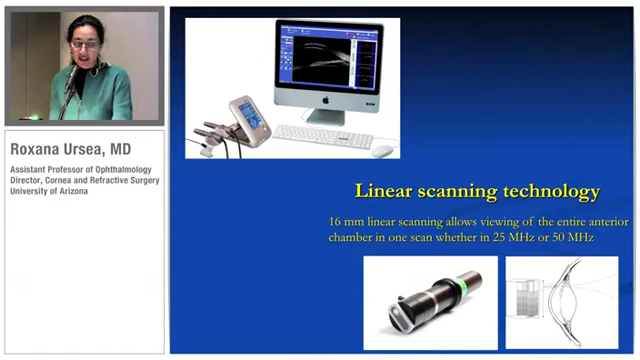 Roxana Ursea, MD
Assistant Professor of Ophthalmology
Director, Cornea and Refractive Surgery
University of Arizona
Linear scanning technology
16 mm linear scanning allows viewing of the entire anterior
chamber in one scan whether in 25 MHz or 50 MHz